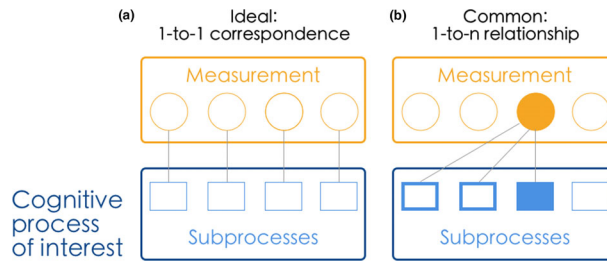 (a)
Ideal:
1-to-1 correspondence
(b)
Common:
1-to-n relationship
Measurement
Measurement
Cognitive
process
of interest
Subprocesses
Subprocesses